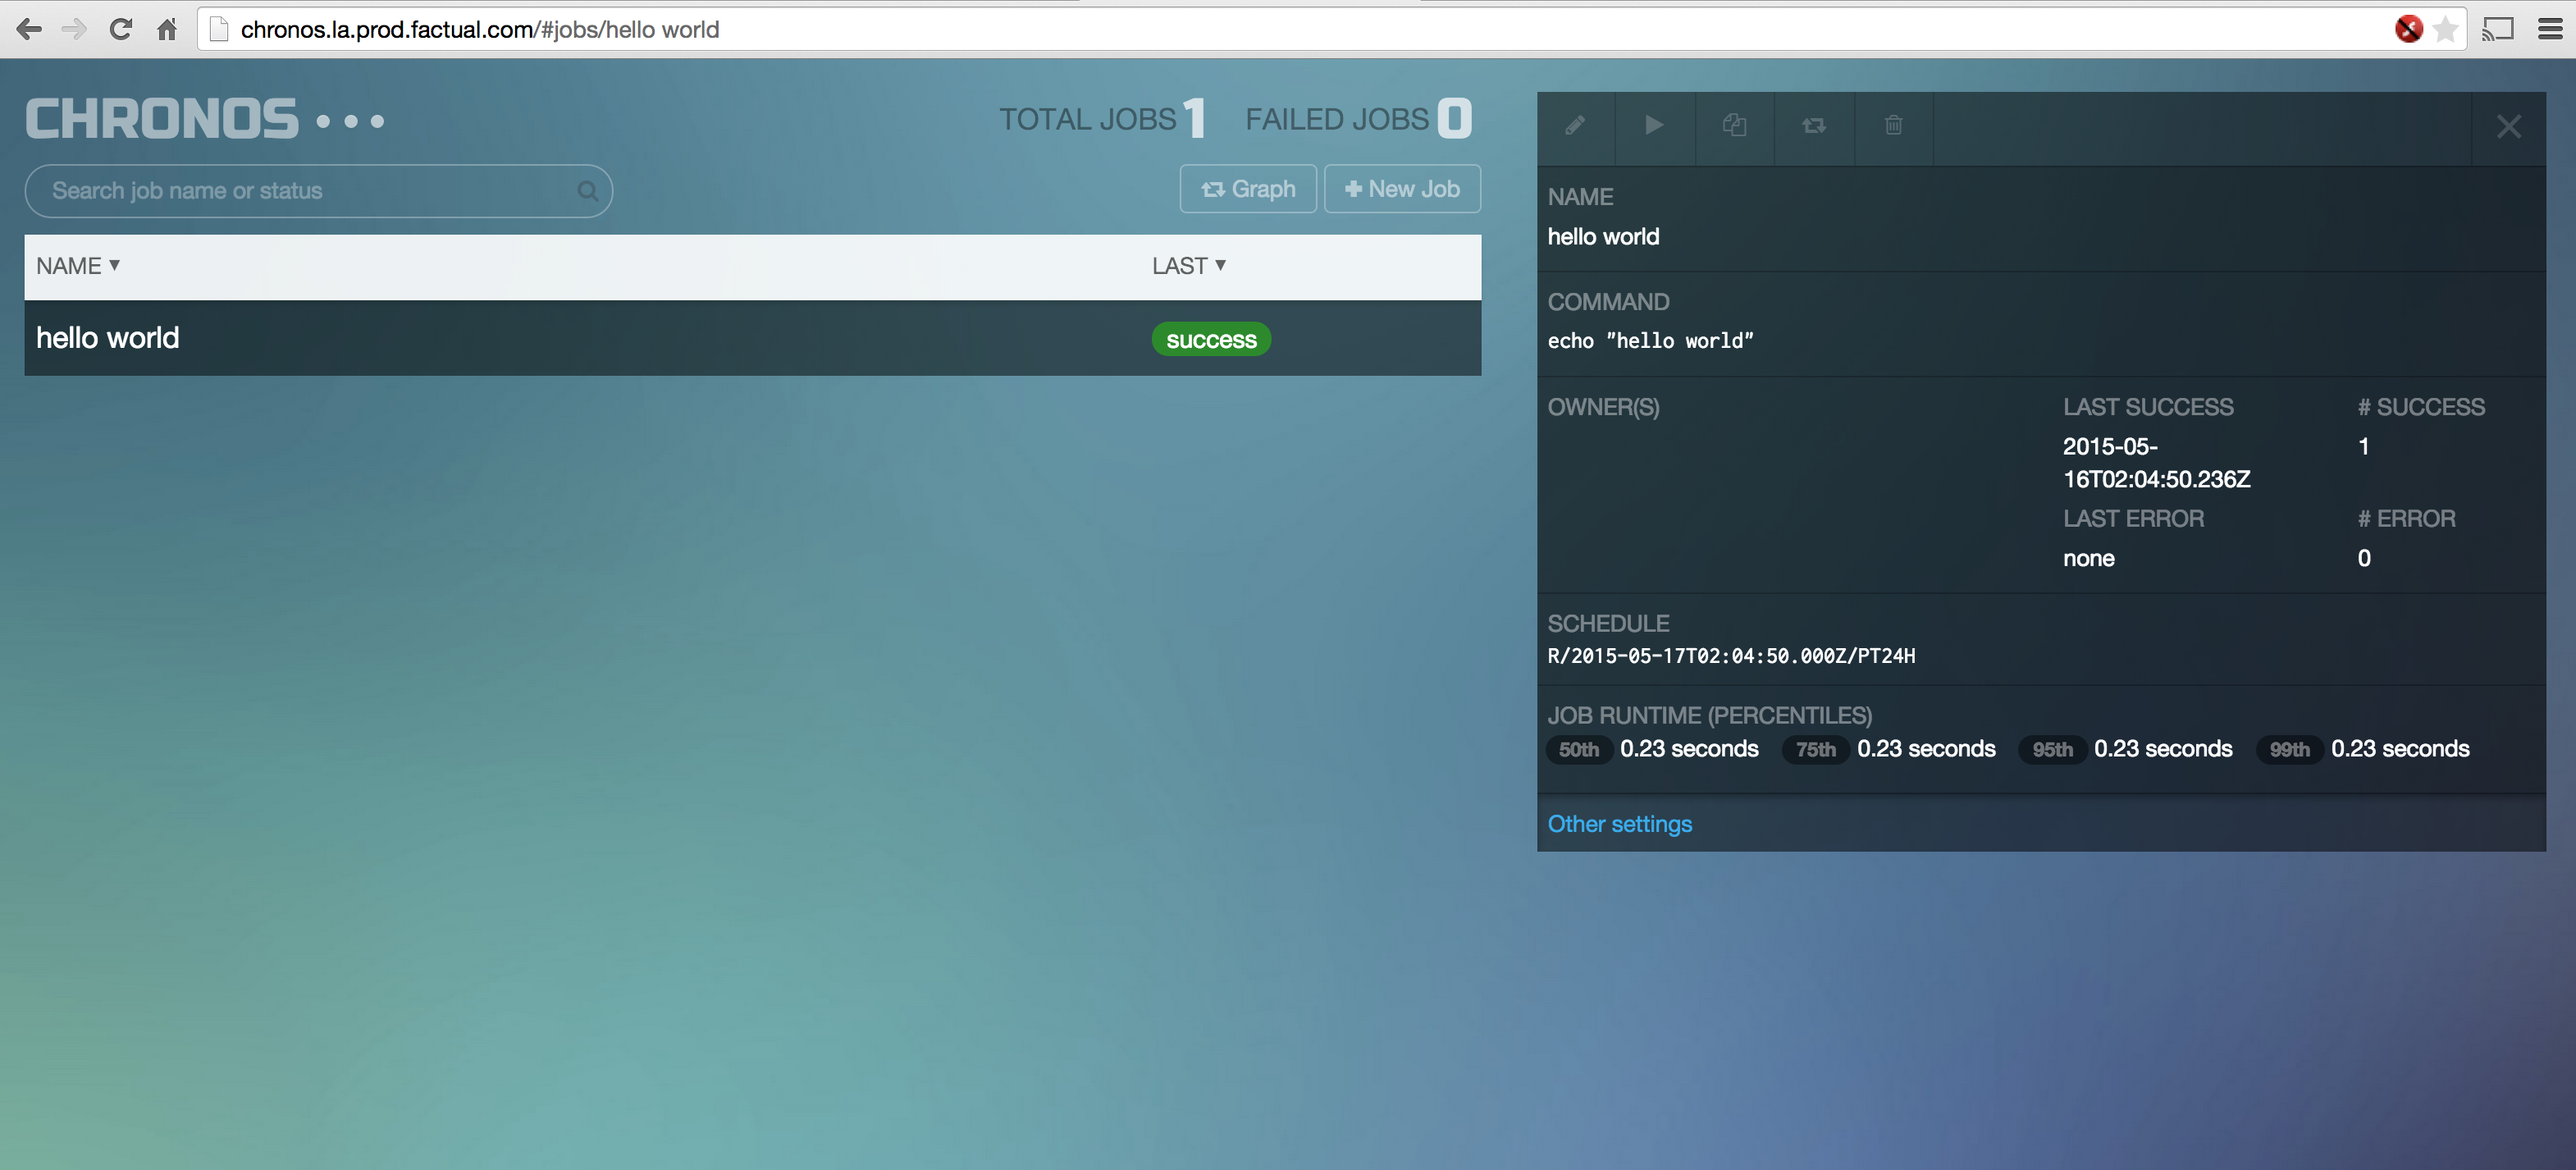 chronos.la.prod.factual.com/#jobs/hello world
CHRONOS
TOTAL JOBS 1 FAILED JOBS 0
Search job name or status
Graph
New Job
NAME ▼ LAST ▼
hello world success
NAME
hello world
COMMAND
echo "hello world"
OWNER(S)
LAST SUCCESS # SUCCESS
2015-05- 1
16T02:04:50.236Z
LAST ERROR # ERROR
none 0
SCHEDULE
R/2015-05-17T02:04:50.000Z/PT24H
JOB RUNTIME (PERCENTILES)
50th 0.23 seconds 75th 0.23 seconds 95th 0.23 seconds 99th 0.23 seconds
Other settings